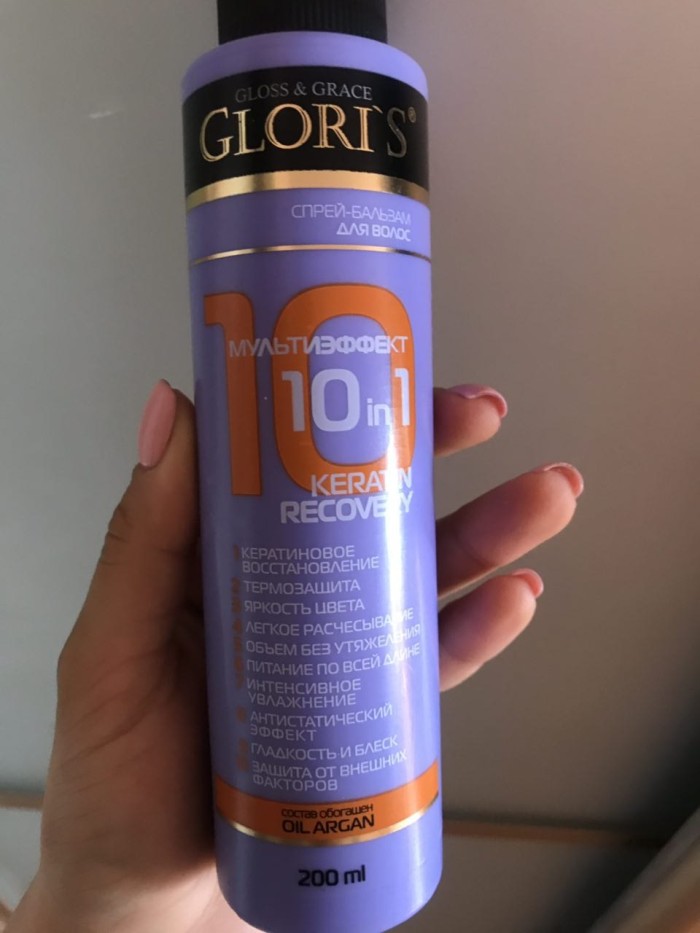 GLOSS & GRACE
GLORI`S®
СПРЕЙ-БАЛЬЗАМ
ДЛЯ ВОЛОС
10
МУЛЬТИЭФФЕКТ
10 in 1
KERATIN
RECOVERY
КЕРАТИНОВОЕ
ВОССТАНОВЛЕНИЕ
ТЕРМОЗАЩИТА
ЯРКОСТЬ ЦВЕТА
ЛЕГКОЕ РАСЧЕСЫВАНИЕ
ОБЪЕМ БЕЗ УТЯЖЕЛЕНИЯ
ПИТАНИЕ ПО ВСЕЙ ДЛИНЕ
ИНТЕНСИВНОЕ
УВЛАЖНЕНИЕ
АНТИСТАТИЧЕСКИЙ
ЭФФЕКТ
ГЛАДКОСТЬ И БЛЕСК
ЗАЩИТА ОТ ВНЕШНИХ
ФАКТОРОВ
состав обогащен
OIL ARGAN
200 ml